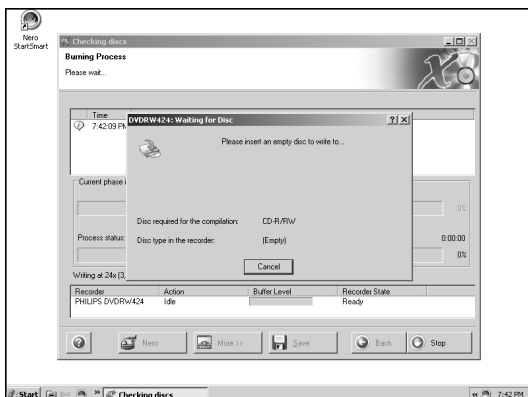 Nero
StartSmart
Checking discs
Burning Process
Please wait...
Time
7:42:09 PM
DVDRW424: Waiting for Disc
Please insert an empty disc to write to...
Current phase
Disc required for the compilation: CD-R/RW
Disc type in the recorder: (Empty)
Cancel
0%
Process status: 0:00:00
0%
Writing at 24x (3,
Recorder Action Buffer Level Recorder State
PHILIPS DVDRW424 Idle Ready
Nero More >> Save Back Stop
Start Checking discs 7:42 PM